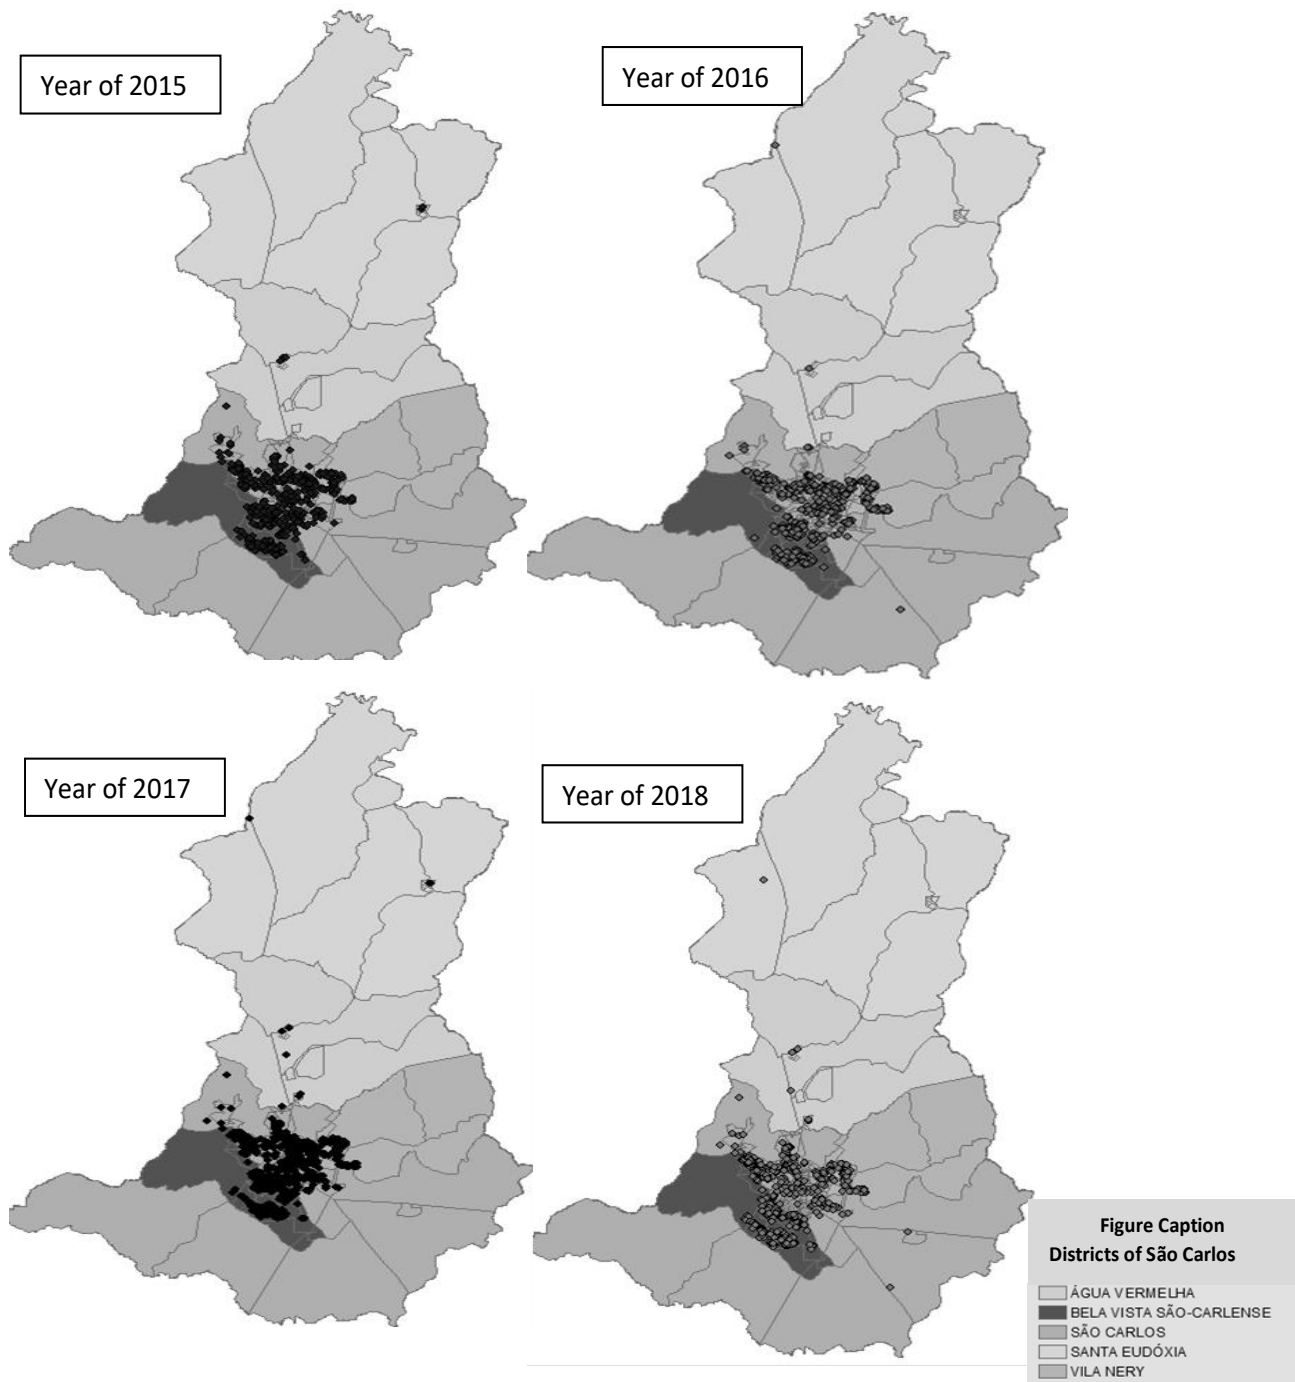 Year of 2015
Year of 2016
Year of 2017
Year of 2018
Figure Caption
Districts of São Carlos
ÁGUA VERMELHA
BELA VISTA SÃO-CARLENSE
SÃO CARLOS
SANTA EUDÓXIA
VILA NERY